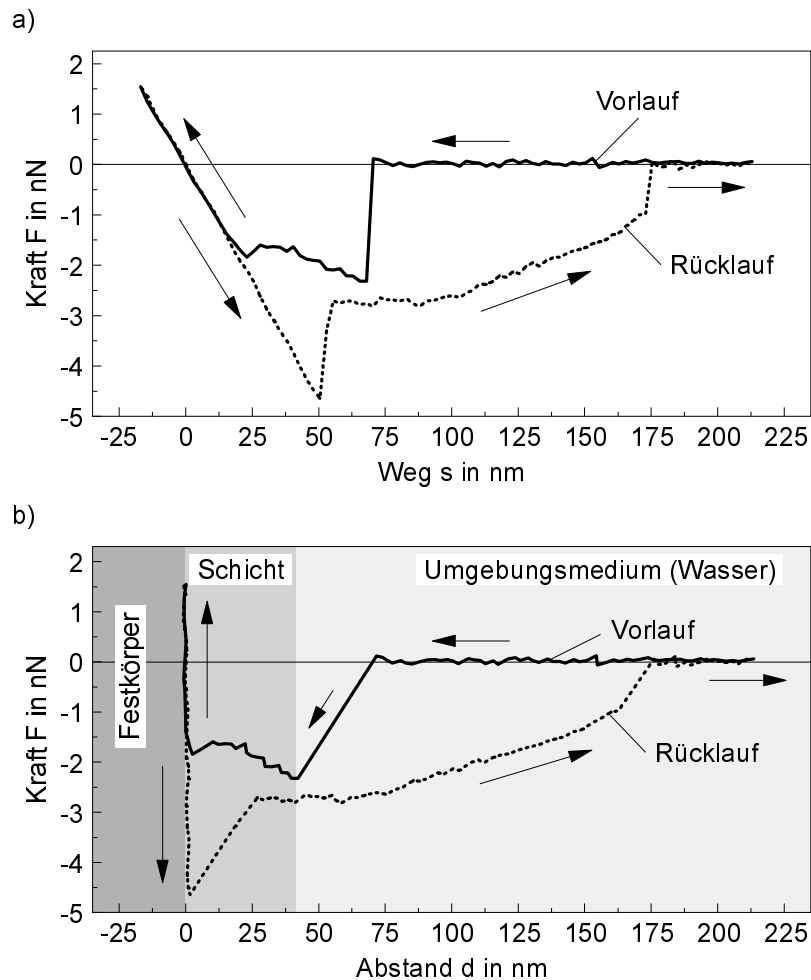 a)
2
1
0
-1
-2
-3
-4
-5
Kraft F in nN
Vorlauf
Rücklauf
-25 0 25 50 75 100 125 150 175 200 225
Weg s in nm
b)
2
1
0
-1
-2
-3
-4
-5
Kraft F in nN
Festkörper
Schicht
Umgebungsmedium (Wasser)
Vorlauf
Rücklauf
-25 0 25 50 75 100 125 150 175 200 225
Abstand d in nm